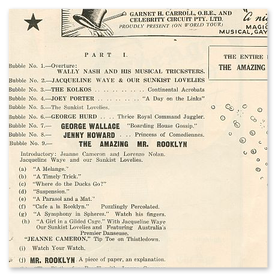 GARNET H. CARROLL, O.B.E., AND
CELEBRITY CIRCUIT PTY. LTD.
PROUDLY PRESENT (ON WORLD TOUR)
MAGIC
MUSICAL, GAY,
PART I.
THE ENTIRE
THE AMAZING
Bubble No. 1—Overture:
WALLY NASH AND HIS MUSICAL TRICKSTERS.
Bubble No. 2—JACQUELINE WAYE & OUR SUNKIST LOVELIES.
Bubble No. 3—THE KOLKOS .......... Continental Acrobats
Bubble No. 4—JOEY PORTER .......... "A Day on the Links"
Bubble No. 5—The Sunkist Lovelies.
Bubble No. 6—GEORGE HURD .... Thrice Royal Command Juggler.
Bubble No. 7— GEORGE WALLACE "Boarding House Gossip."
Bubble No. 8— JENNY HOWARD .. Princess of Comediennes.
Bubble No. 9— THE AMAZING MR. ROOKLYN
Introductory: Jeanne Cameron and Lorenus Nolan.
Jacqueline Waye and our Sunkist Lovelies.
(a) "A Melange."
(b) "A Timely Trick."
(c) "Where do the Ducks Go?"
(d) "Suspension."
(e) "A Parasol and a Mat."
(f) "Cafe a la Rooklyn." Puzzlingly Percolated.
(g) "A Symphony in Spheres." Watch his fingers.
(h) "A Girl is a Gilded Cage." With Jacqueline Waye
Our Sunkist Lovelies and Featuring Australia's
Premier Danseuse,
"JEANNE CAMERON." Tip Toe on Thistledown.
(i) Watch Your Watch.
(j) MR. ROOKLYN. A piece of paper, an explanation.